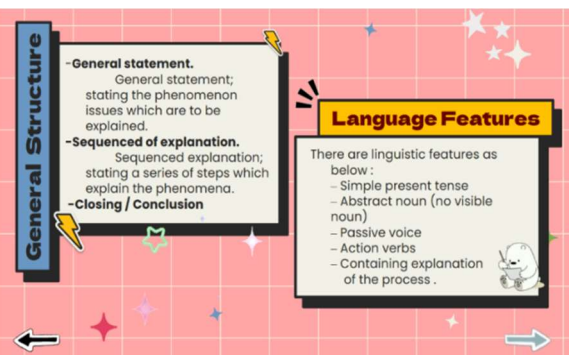 General Structure
-General statement.
General statement;
stating the phenomenon
issues which are to be
explained.
-Sequenced of explanation.
Sequenced explanation;
stating a series of steps which
explain the phenomena.
-Closing / Conclusion
Language Features
There are linguistic features as
below :
– Simple present tense
– Abstract noun (no visible
noun)
– Passive voice
– Action verbs
– Containing explanation
of the process .